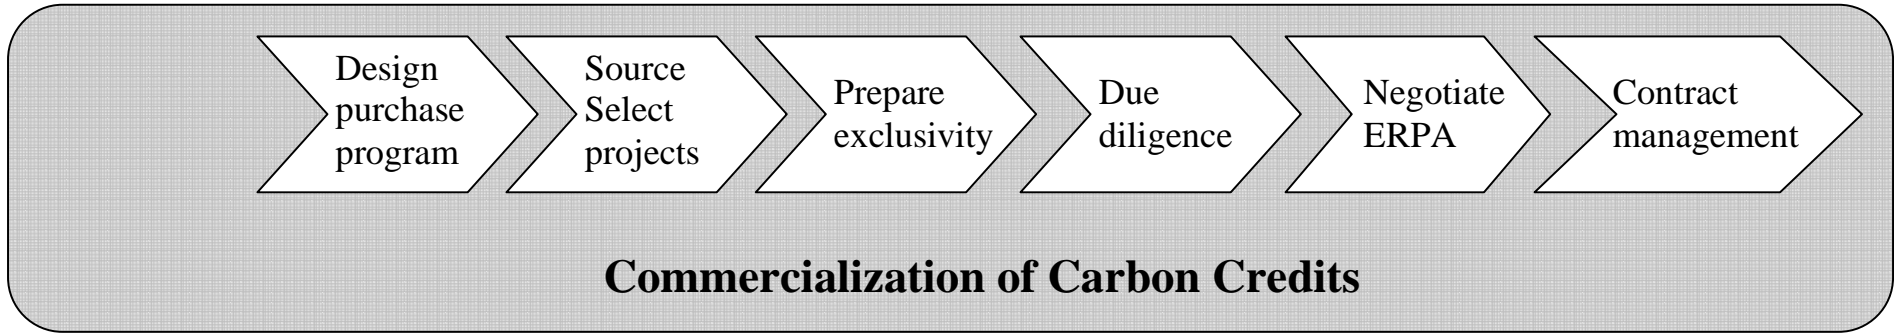 Design
purchase
program
Source
Select
projects
Prepare
exclusivity
Due
diligence
Negotiate
ERPA
Contract
management
Commercialization of Carbon Credits